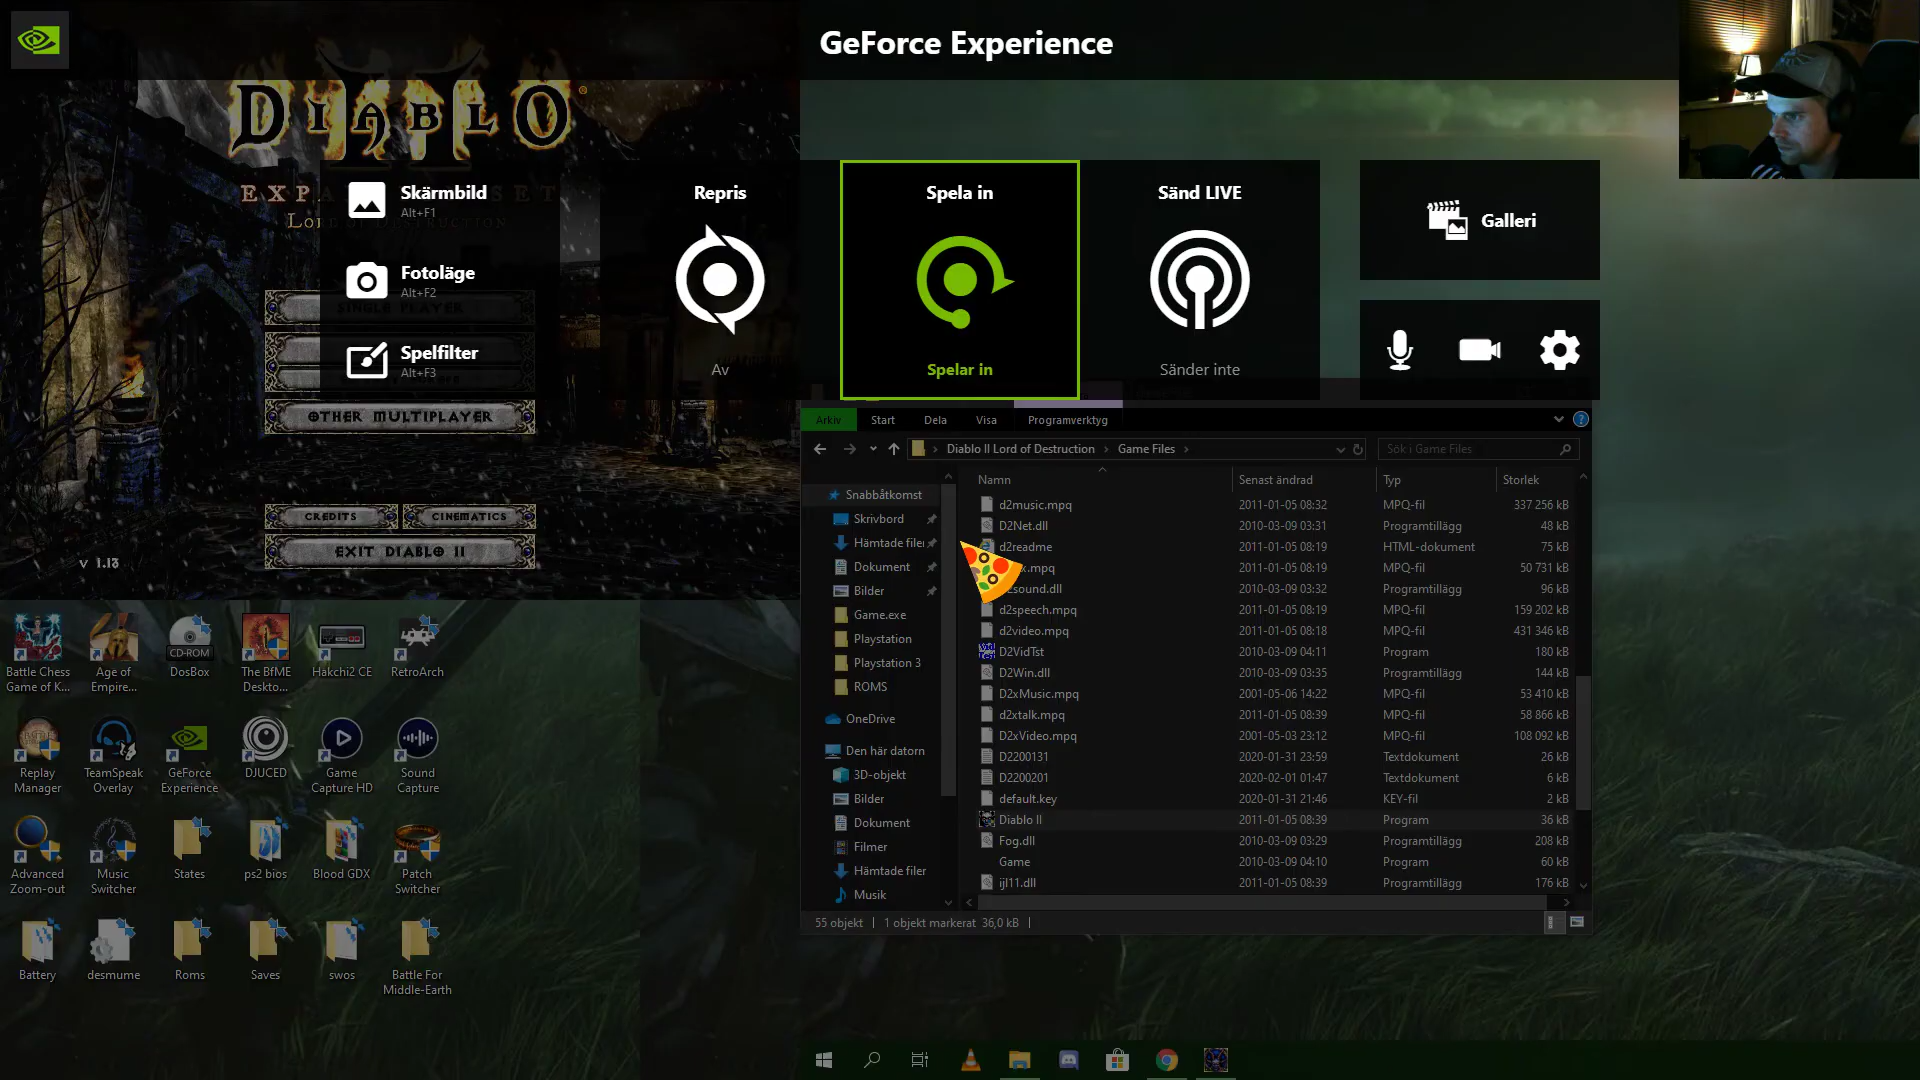 GeForce Experience
DIABLO II
LORD OF DESTRUCTION
Skärmbild
Alt+F1
Fotoläge
Alt+F2
Spelfilter
Alt+F3
Repris
Av
Spela in
Spelar in
Sänd LIVE
Sänder inte
Galleri
SINGLE PLAYER
OTHER MULTIPLAYER
CREDITS
CINEMATICS
EXIT DIABLO II
v 1.13
Arkiv Start Dela Visa Programverktyg
Diablo II Lord of Destruction Game Files
Sök i Game Files
Namn Senast ändrad Typ Storlek
Snabbåtkomst
Skrivbord
Hämtade filer
Dokument
Bilder
Game.exe
Playstation
Playstation 3
ROMS
OneDrive
Den här datorn
3D-objekt
Bilder
Dokument
Filmer
Hämtade filer
Musik
d2music.mpq 2011-01-05 08:32 MPQ-fil 337 256 kB
D2Net.dll 2010-03-09 03:31 Programtillägg 48 kB
d2readme 2011-01-05 08:19 HTML-dokument 75 kB
x.mpq 2011-01-05 08:19 MPQ-fil 50 731 kB
sound.dll 2010-03-09 03:32 Programtillägg 96 kB
d2speech.mpq 2011-01-05 08:19 MPQ-fil 159 202 kB
d2video.mpq 2011-01-05 08:18 MPQ-fil 431 346 kB
D2VidTst 2010-03-09 04:11 Program 180 kB
D2Win.dll 2010-03-09 03:35 Programtillägg 144 kB
D2xMusic.mpq 2001-05-06 14:22 MPQ-fil 53 410 kB
d2xtalk.mpq 2011-01-05 08:39 MPQ-fil 58 866 kB
D2xVideo.mpq 2001-05-03 23:12 MPQ-fil 108 092 kB
D2200131 2020-01-31 23:59 Textdokument 26 kB
D2200201 2020-02-01 01:47 Textdokument 6 kB
default.key 2020-01-31 21:46 KEY-fil 2 kB
Diablo II 2011-01-05 08:39 Program 36 kB
Fog.dll 2010-03-09 03:29 Programtillägg 208 kB
Game 2010-03-09 04:10 Program 60 kB
ijl11.dll 2011-01-05 08:39 Programtillägg 176 kB
55 objekt 1 objekt markerat 36,0 kB
CD-ROM
Battle Chess Age of DosBox The BfME Hakchi2 CE RetroArch
Game of K... Empire... Deskto...
Replay TeamSpeak GeForce DJUCED Game Sound
Manager Overlay Experience Capture HD Capture
Advanced Music States ps2 bios Blood GDX Patch
Zoom-out Switcher Switcher
Battery desmume Roms Saves swos Battle For
Middle-Earth